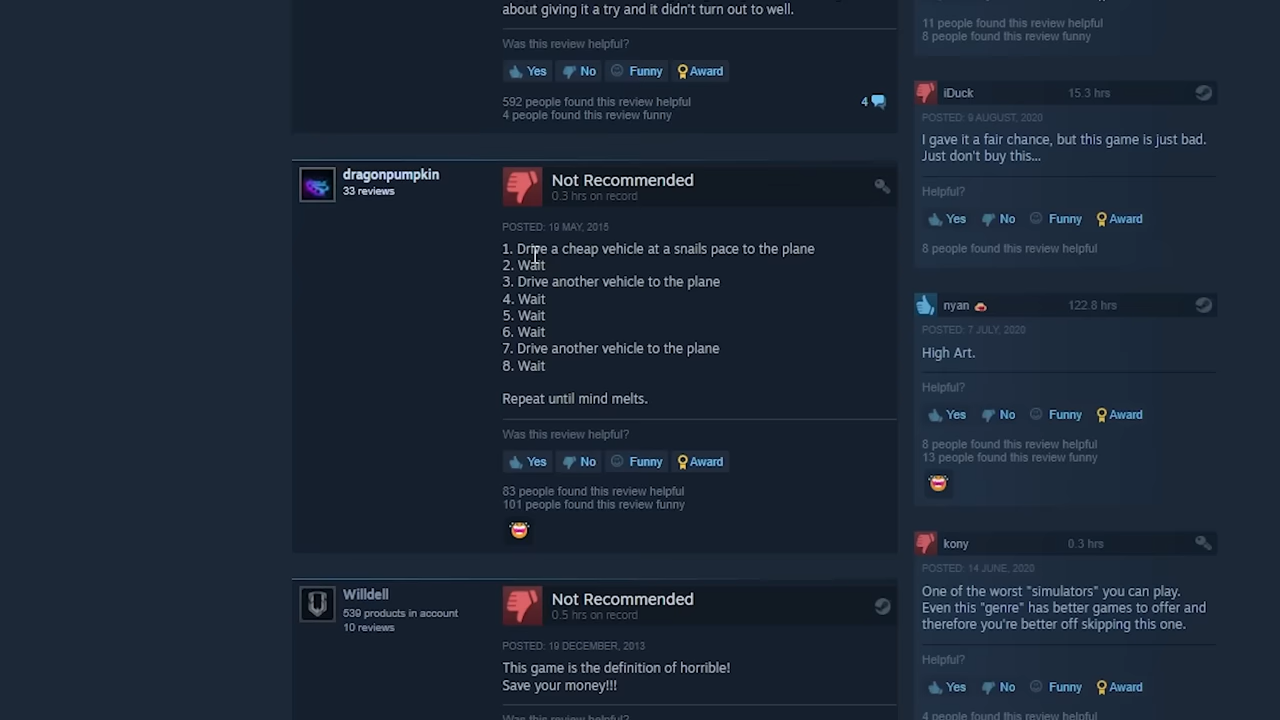 about giving it a try and it didn't turn out to well.
Was this review helpful?
Yes No Funny Award
592 people found this review helpful
4 people found this review funny
4
dragonpumpkin
33 reviews
Not Recommended
0.3 hrs on record
POSTED: 19 MAY, 2015
1. Drive a cheap vehicle at a snails pace to the plane
2. Wait
3. Drive another vehicle to the plane
4. Wait
5. Wait
6. Wait
7. Drive another vehicle to the plane
8. Wait
Repeat until mind melts.
Was this review helpful?
Yes No Funny Award
83 people found this review helpful
101 people found this review funny
Willdell
539 products in account
10 reviews
Not Recommended
0.5 hrs on record
POSTED: 19 DECEMBER, 2013
This game is the definition of horrible!
Save your money!!!
Was this review helpful?
11 people found this review helpful
8 people found this review funny
iDuck 15.3 hrs
POSTED: 9 AUGUST, 2020
I gave it a fair chance, but this game is just bad.
Just don't buy this...
Helpful?
Yes No Funny Award
8 people found this review helpful
nyan 122.8 hrs
POSTED: 7 JULY, 2020
High Art.
Helpful?
Yes No Funny Award
8 people found this review helpful
13 people found this review funny
kony 0.3 hrs
POSTED: 14 JUNE, 2020
One of the worst "simulators" you can play.
Even this "genre" has better games to offer and
therefore you're better off skipping this one.
Helpful?
Yes No Funny Award
4 people found this review helpful